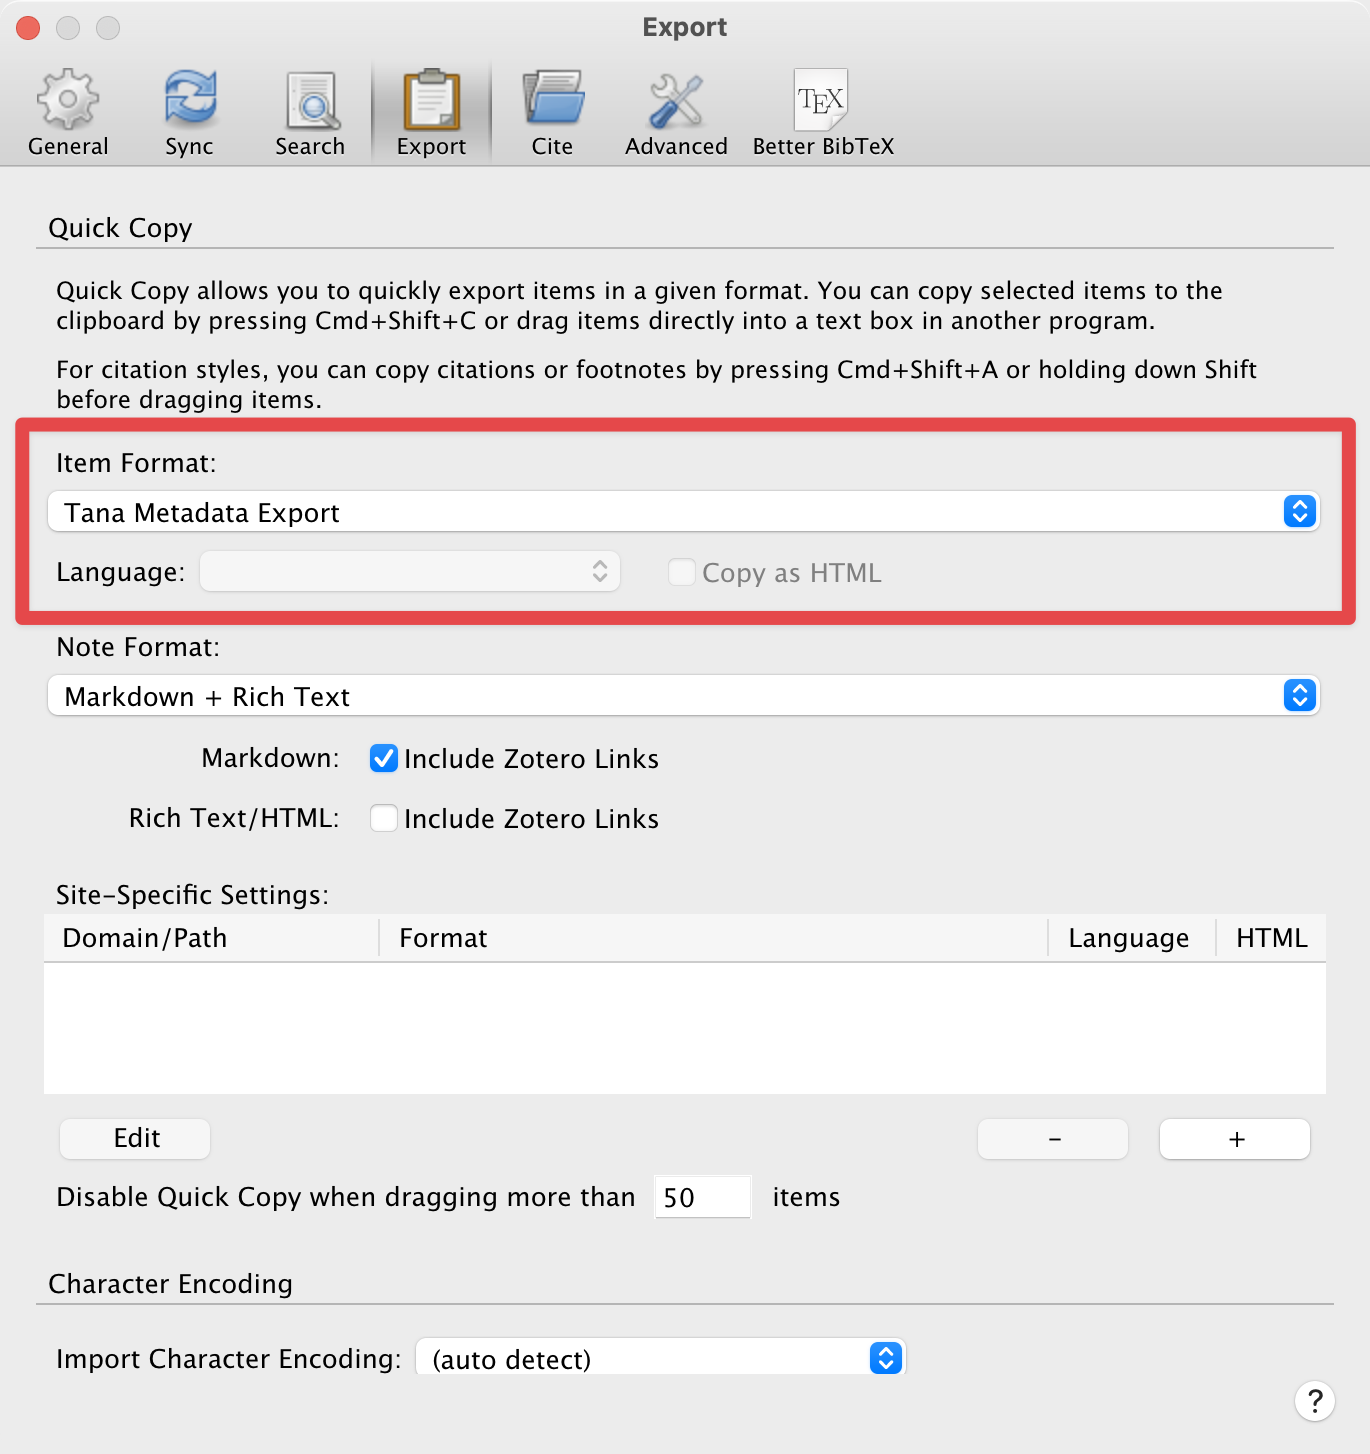 Export
General Sync Search Export Cite Advanced Better BibTeX
TEX
Quick Copy
Quick Copy allows you to quickly export items in a given format. You can copy selected items to the
clipboard by pressing Cmd+Shift+C or drag items directly into a text box in another program.
For citation styles, you can copy citations or footnotes by pressing Cmd+Shift+A or holding down Shift
before dragging items.
Item Format:
Tana Metadata Export
Language: Copy as HTML
Note Format:
Markdown + Rich Text
Markdown: Include Zotero Links
Rich Text/HTML: Include Zotero Links
Site-Specific Settings:
Domain/Path Format Language HTML
Edit - +
Disable Quick Copy when dragging more than 50 items
Character Encoding
Import Character Encoding: (auto detect)
?